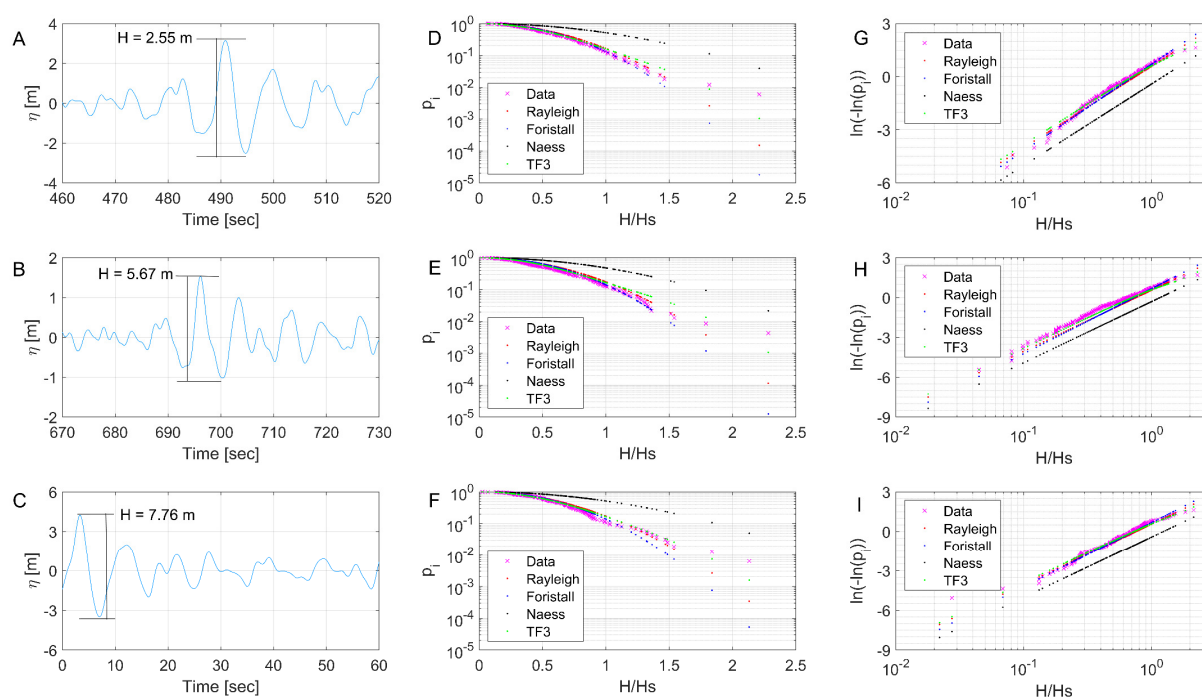 A
H = 2.55 m
η [m]
4
2
0
-2
-4
460 470 480 490 500 510 520
Time [sec]
D
p_i
10^0
10^-1
10^-2
10^-3
10^-4
10^-5
Data
Rayleigh
Foristall
Naess
TF3
0 0.5 1 1.5 2 2.5
H/Hs
G
ln(-ln(p_i))
3
0
-3
-6
Data
Rayleigh
Foristall
Naess
TF3
10^-2 10^-1 10^0
H/Hs
B
H = 5.67 m
η [m]
2
1
0
-1
-2
670 680 690 700 710 720 730
Time [sec]
E
p_i
10^0
10^-1
10^-2
10^-3
10^-4
10^-5
Data
Rayleigh
Foristall
Naess
TF3
0 0.5 1 1.5 2 2.5
H/Hs
H
ln(-ln(p_i))
3
0
-3
-6
-9
Data
Rayleigh
Foristall
Naess
TF3
10^-2 10^-1 10^0
H/Hs
C
H = 7.76 m
η [m]
6
3
0
-3
-6
0 10 20 30 40 50 60
Time [sec]
F
p_i
10^0
10^-1
10^-2
10^-3
10^-4
10^-5
Data
Rayleigh
Foristall
Naess
TF3
0 0.5 1 1.5 2 2.5
H/Hs
I
ln(-ln(p_i))
3
0
-3
-6
-9
Data
Rayleigh
Foristall
Naess
TF3
10^-2 10^-1 10^0
H/Hs